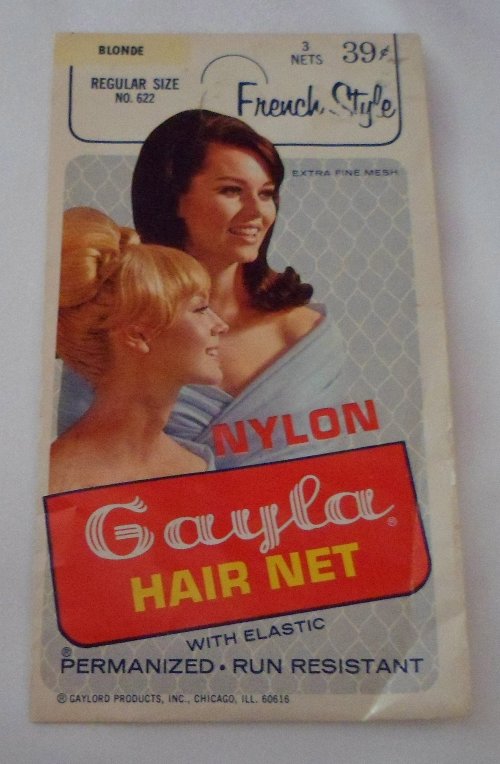 BLONDE
3
NETS
39¢
REGULAR SIZE
NO. 622
French Style
EXTRA FINE MESH
NYLON
Gayla®
HAIR NET
WITH ELASTIC
®PERMANIZED • RUN RESISTANT
® GAYLORD PRODUCTS, INC., CHICAGO, ILL. 60616